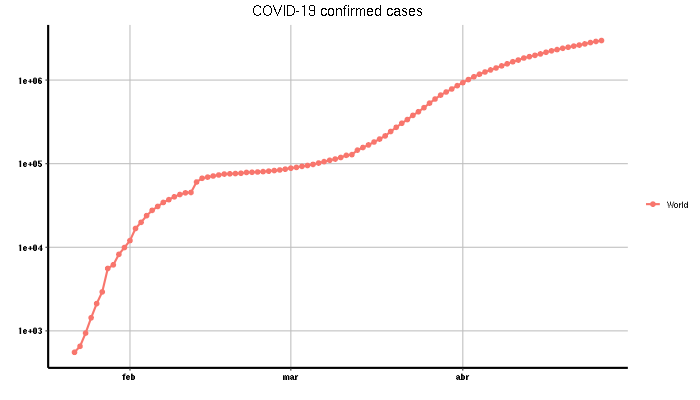 COVID-19 confirmed cases
1e+06
1e+05
1e+04
1e+03
feb mar abr
World